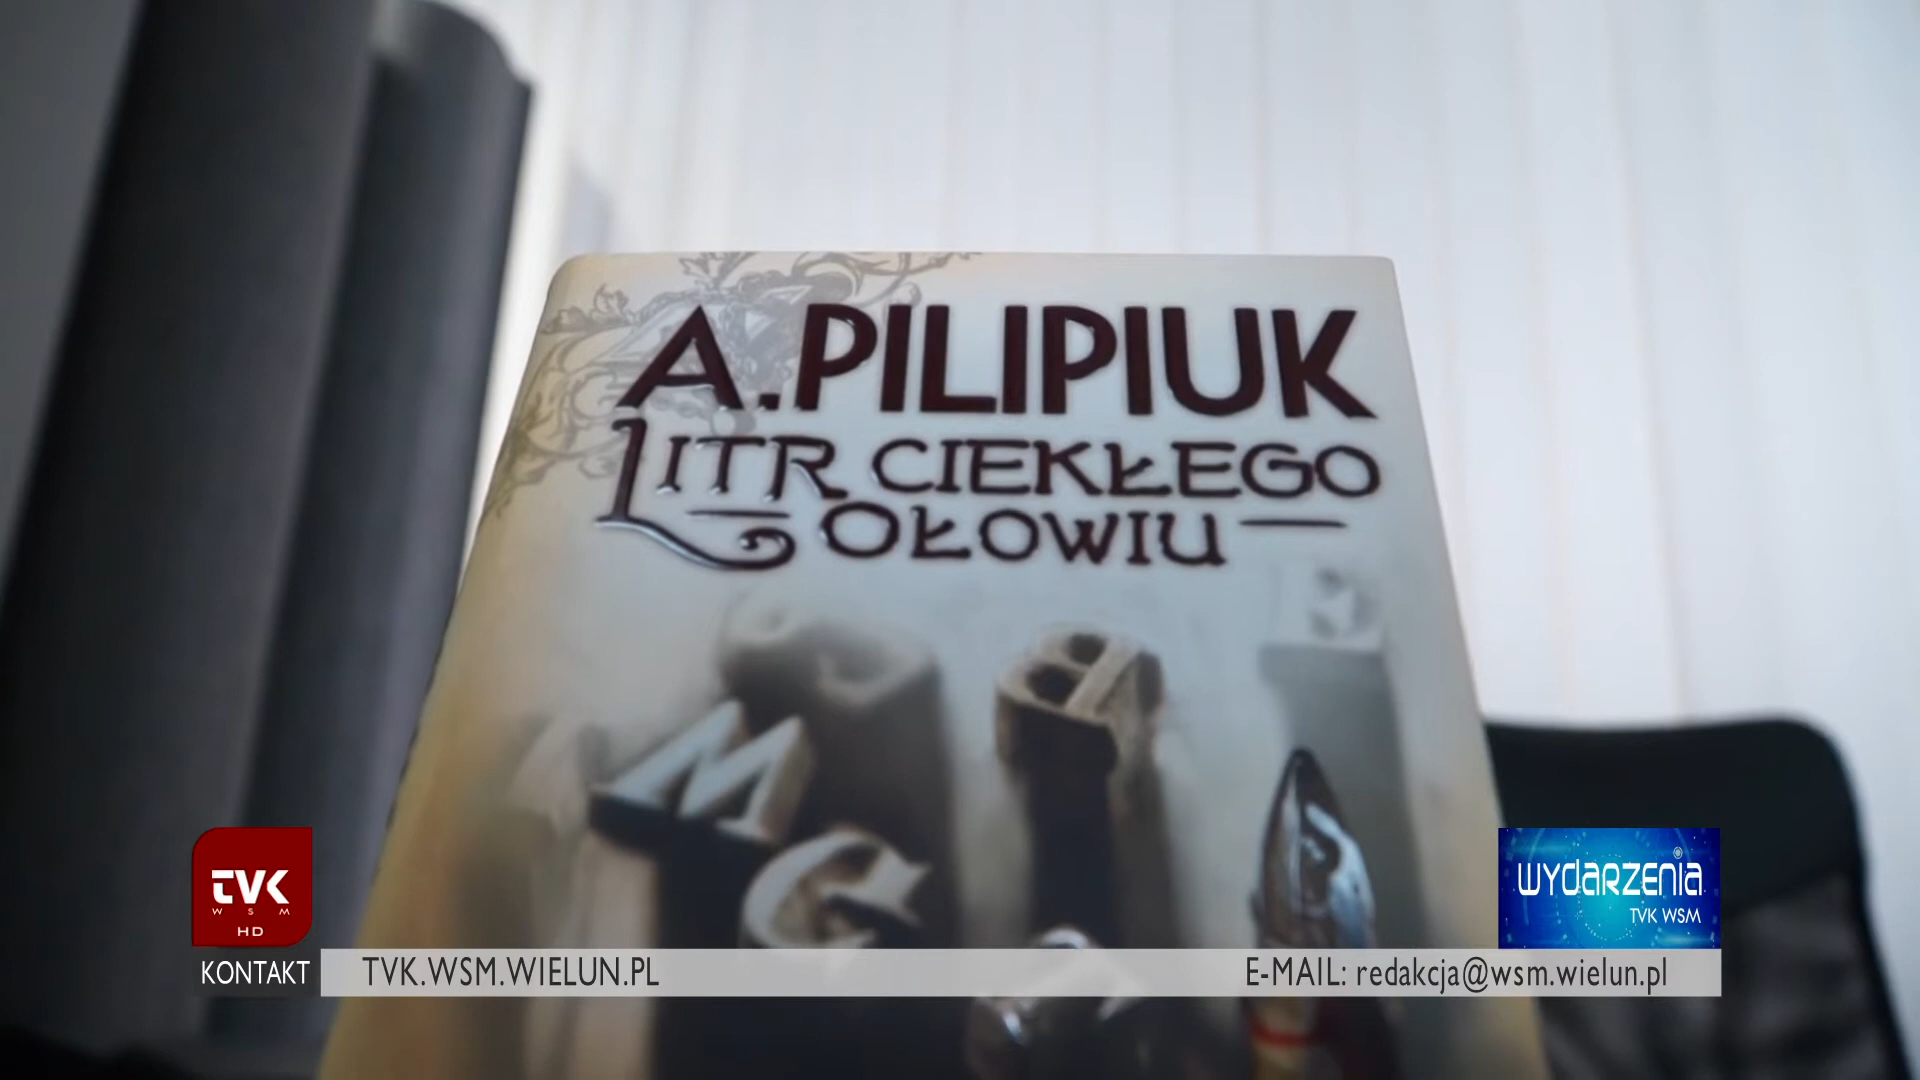 A. PILIPIUK
LITR CIEKŁEGO
OŁOWIU
M
G
tVK
W S M
HD
WYDARZENIA
TVK WSM
KONTAKT
TVK.WSM.WIELUN.PL
E-MAIL: redakcja@wsm.wielun.pl